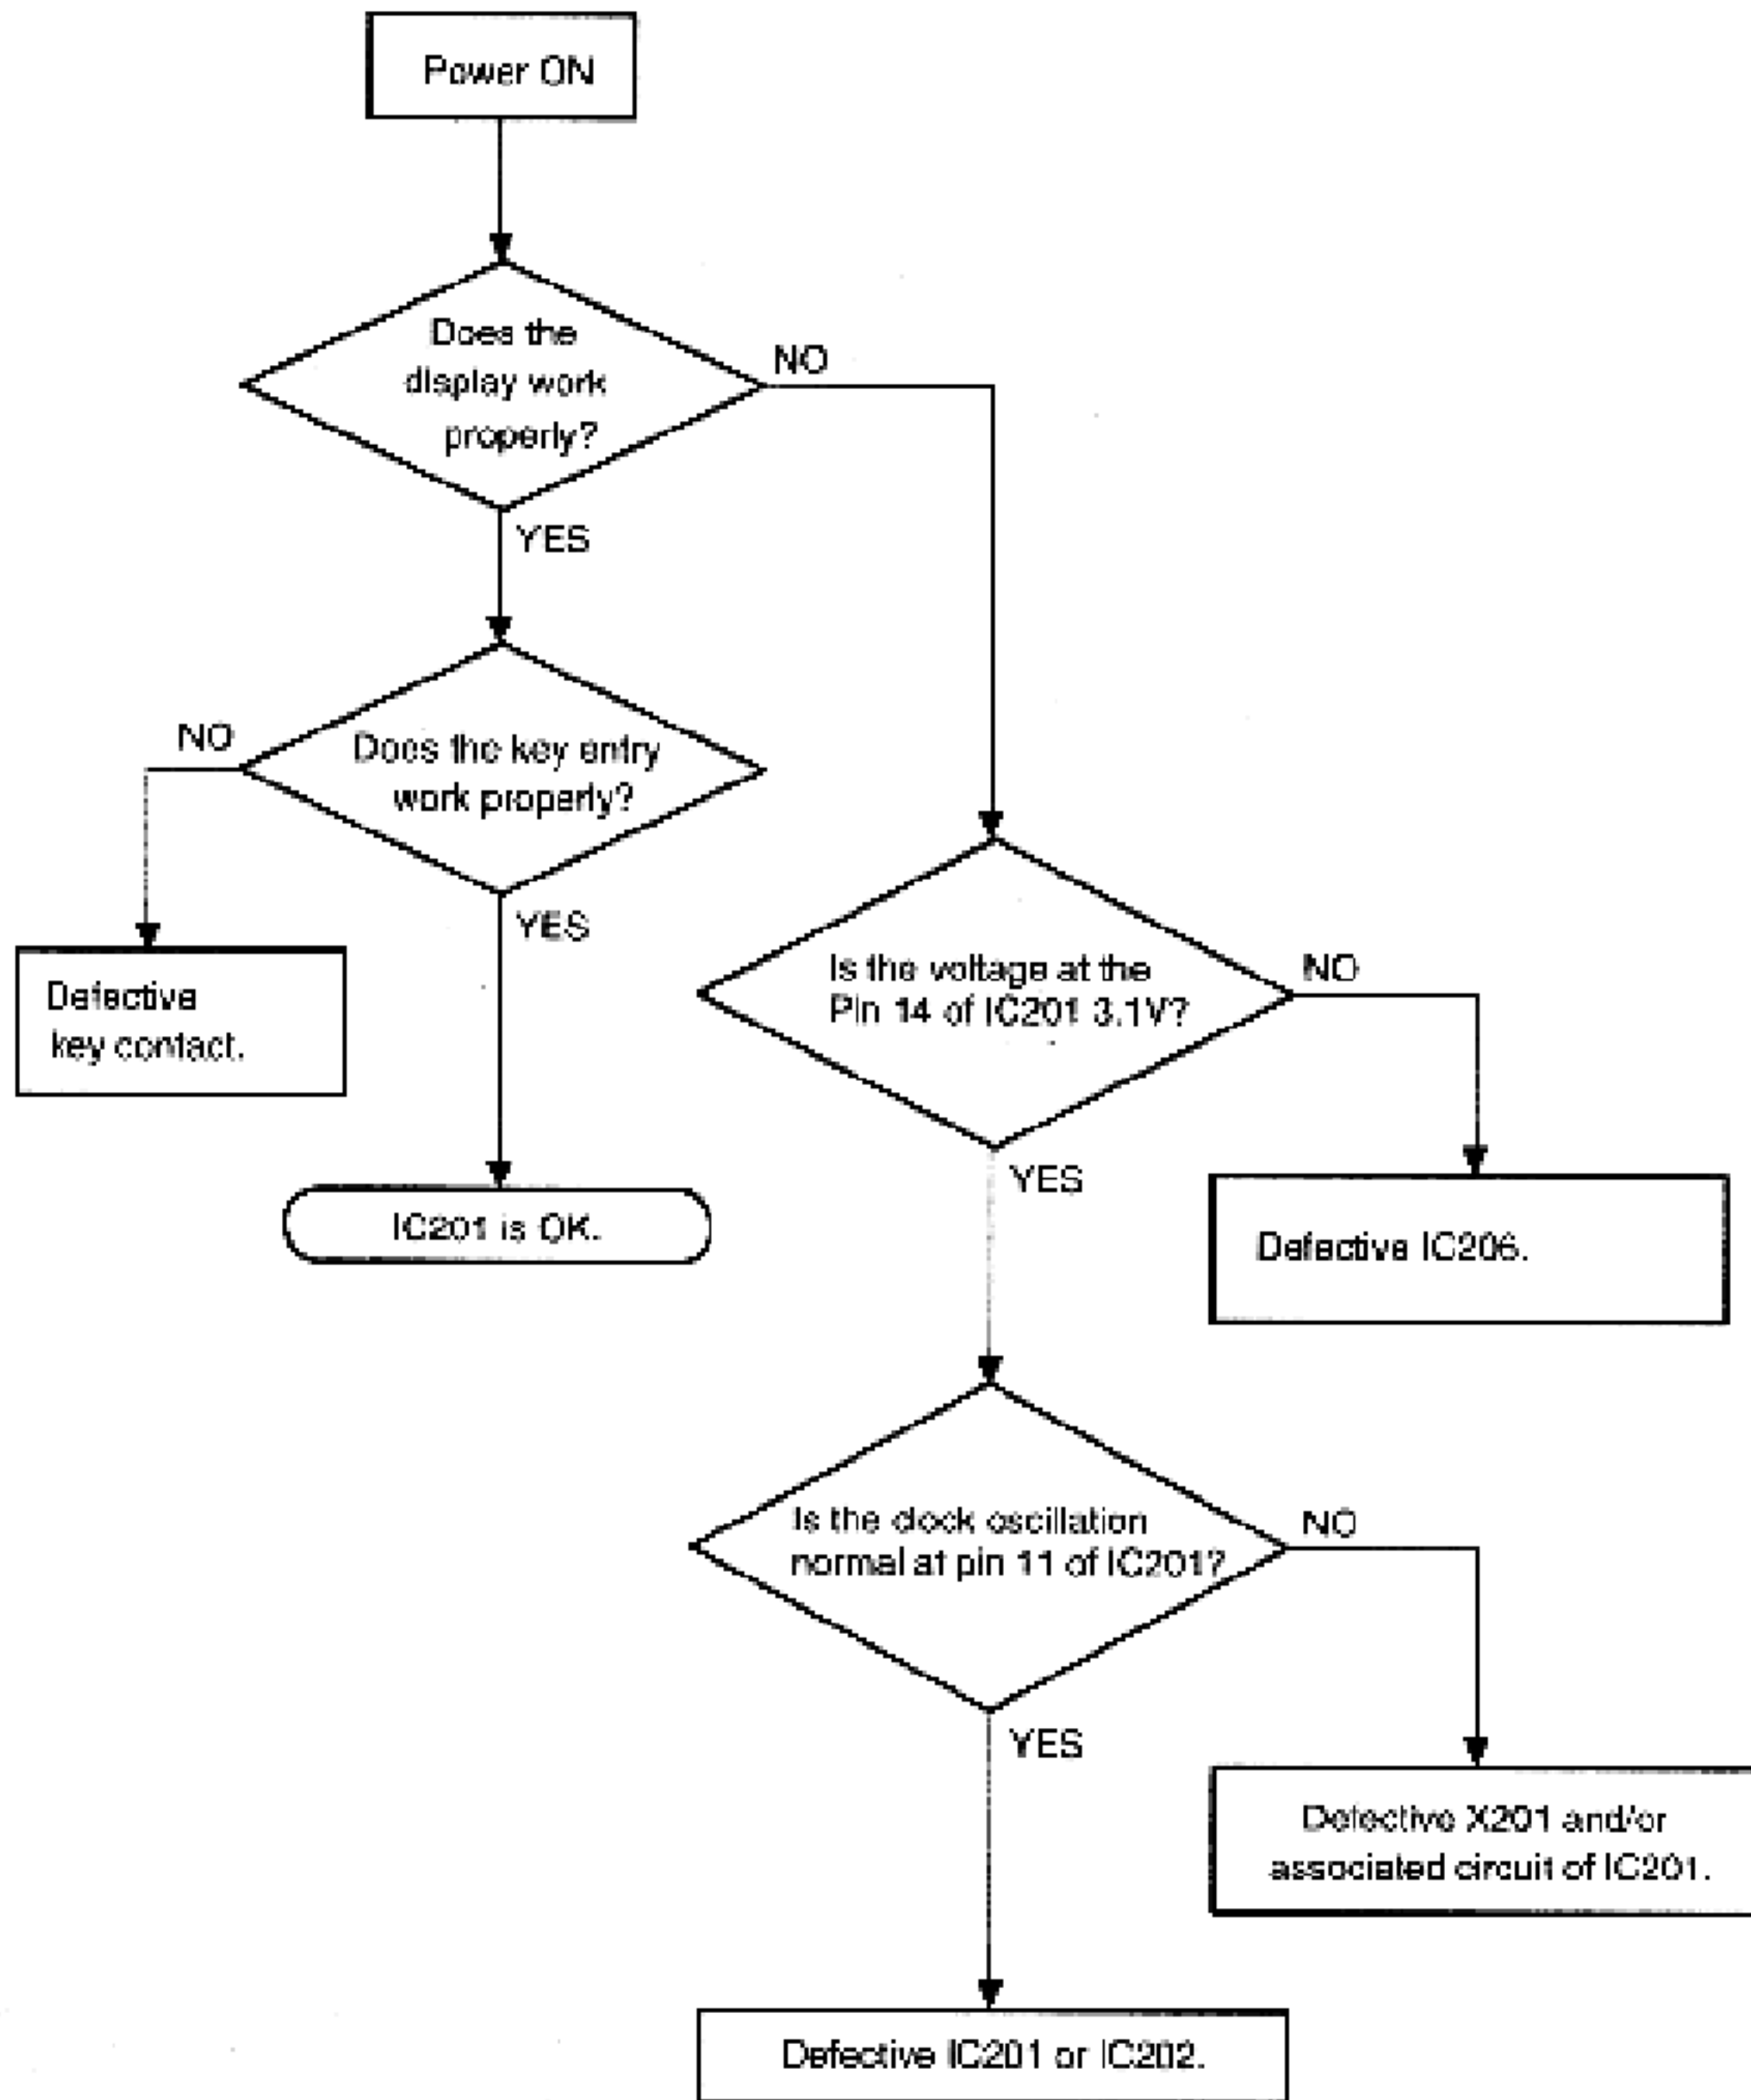 Power ON
Does the
display work
properly?
NO
YES
NO
Does the key entry
work properly?
YES
Defective
key contact.
IC201 is OK.
Is the voltage at the
Pin 14 of IC201 3.1V?
NO
YES
Defective IC206.
Is the clock oscillation
normal at pin 11 of IC201?
NO
YES
Defective X201 and/or
associated circuit of IC201.
Defective IC201 or IC202.